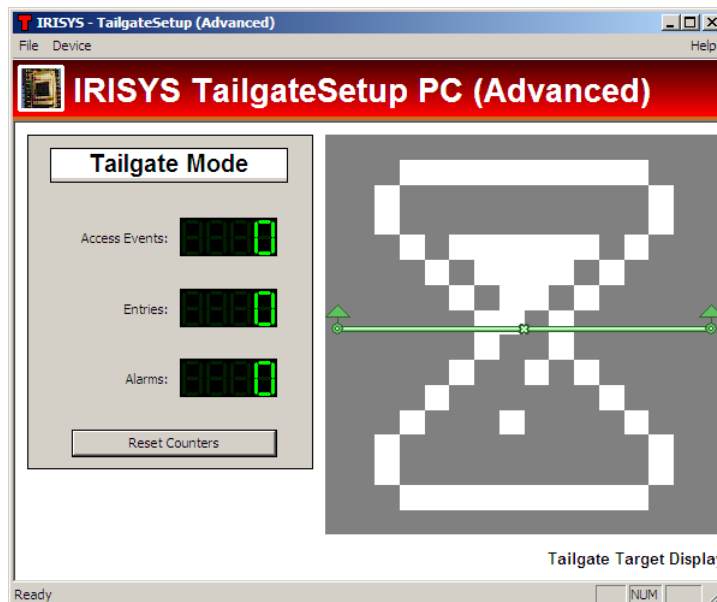 IRISYS - TailgateSetup (Advanced)
File Device Help
IRISYS TailgateSetup PC (Advanced)
Tailgate Mode
Access Events: 0
Entries: 0
Alarms: 0
Reset Counters
Tailgate Target Display
Ready NUM